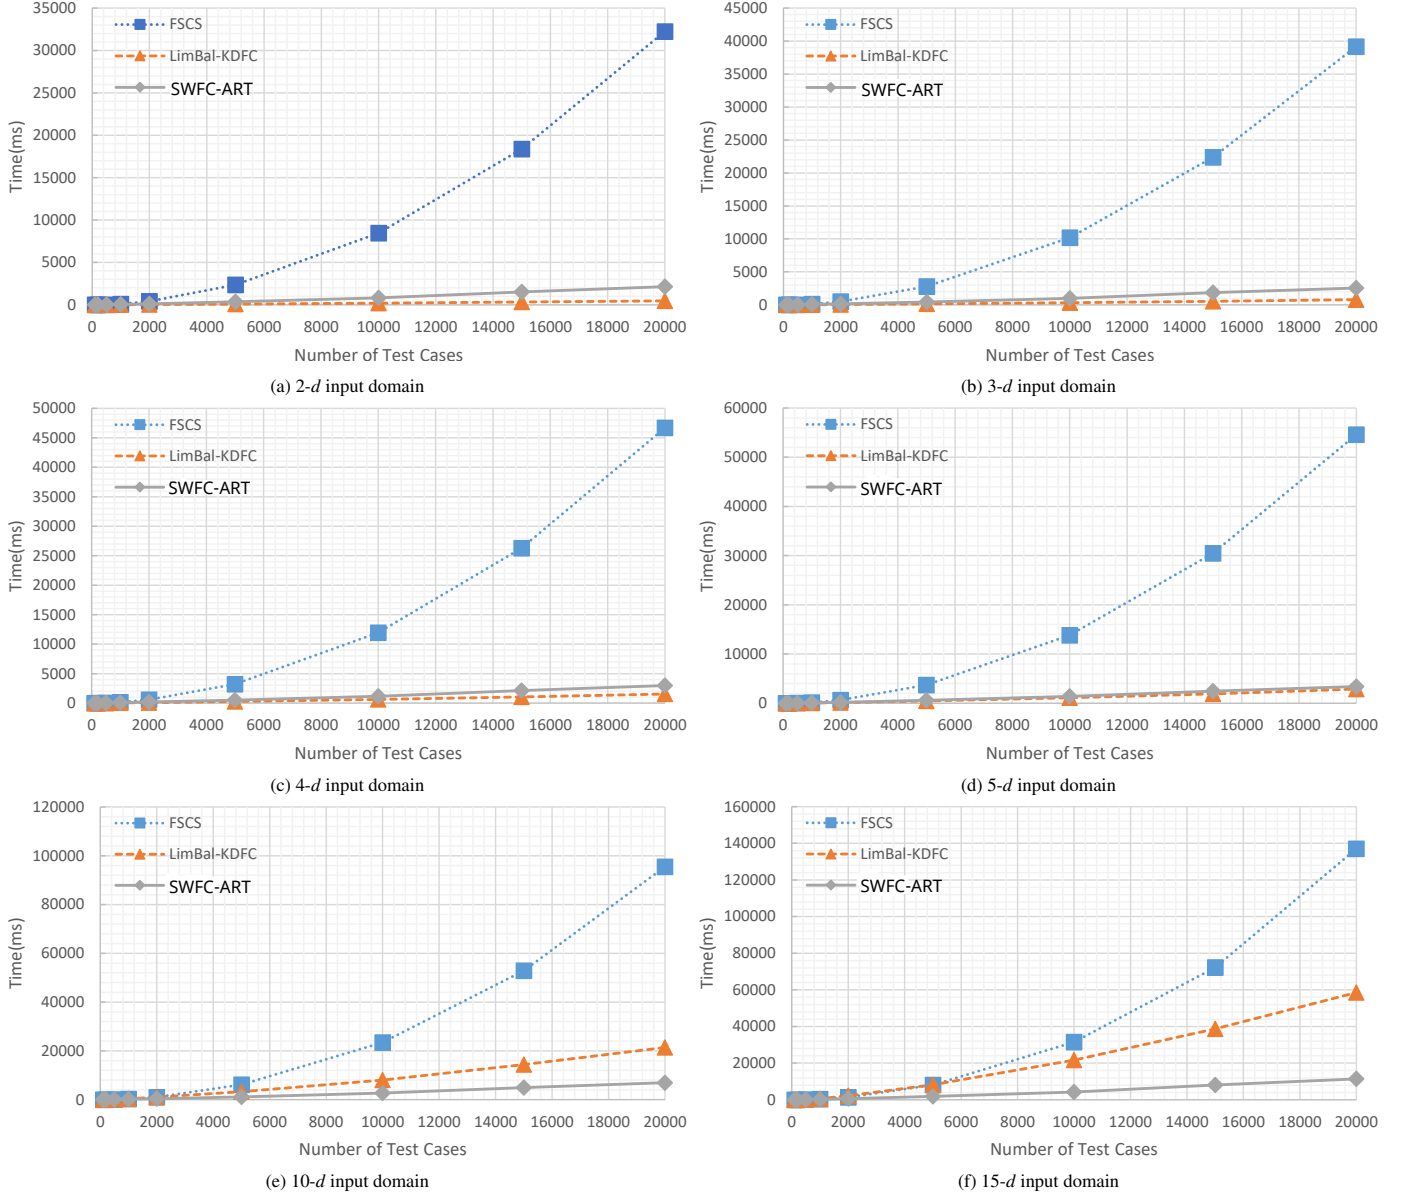 35000
30000
25000
20000
15000
10000
5000
0
Time(ms)
FSCS
LimBal-KDFC
SWFC-ART
0 2000 4000 6000 8000 10000 12000 14000 16000 18000 20000
Number of Test Cases
(a) 2-d input domain
45000
40000
35000
30000
25000
20000
15000
10000
5000
0
Time(ms)
FSCS
LimBal-KDFC
SWFC-ART
0 2000 4000 6000 8000 10000 12000 14000 16000 18000 20000
Number of Test Cases
(b) 3-d input domain
50000
45000
40000
35000
30000
25000
20000
15000
10000
5000
0
Time(ms)
FSCS
LimBal-KDFC
SWFC-ART
0 2000 4000 6000 8000 10000 12000 14000 16000 18000 20000
Number of Test Cases
(c) 4-d input domain
60000
50000
40000
30000
20000
10000
0
Time(ms)
FSCS
LimBal-KDFC
SWFC-ART
0 2000 4000 6000 8000 10000 12000 14000 16000 18000 20000
Number of Test Cases
(d) 5-d input domain
120000
100000
80000
60000
40000
20000
0
Time(ms)
FSCS
LimBal-KDFC
SWFC-ART
0 2000 4000 6000 8000 10000 12000 14000 16000 18000 20000
Number of Test Cases
(e) 10-d input domain
160000
140000
120000
100000
80000
60000
40000
20000
0
Time(ms)
FSCS
LimBal-KDFC
SWFC-ART
0 2000 4000 6000 8000 10000 12000 14000 16000 18000 20000
Number of Test Cases
(f) 15-d input domain